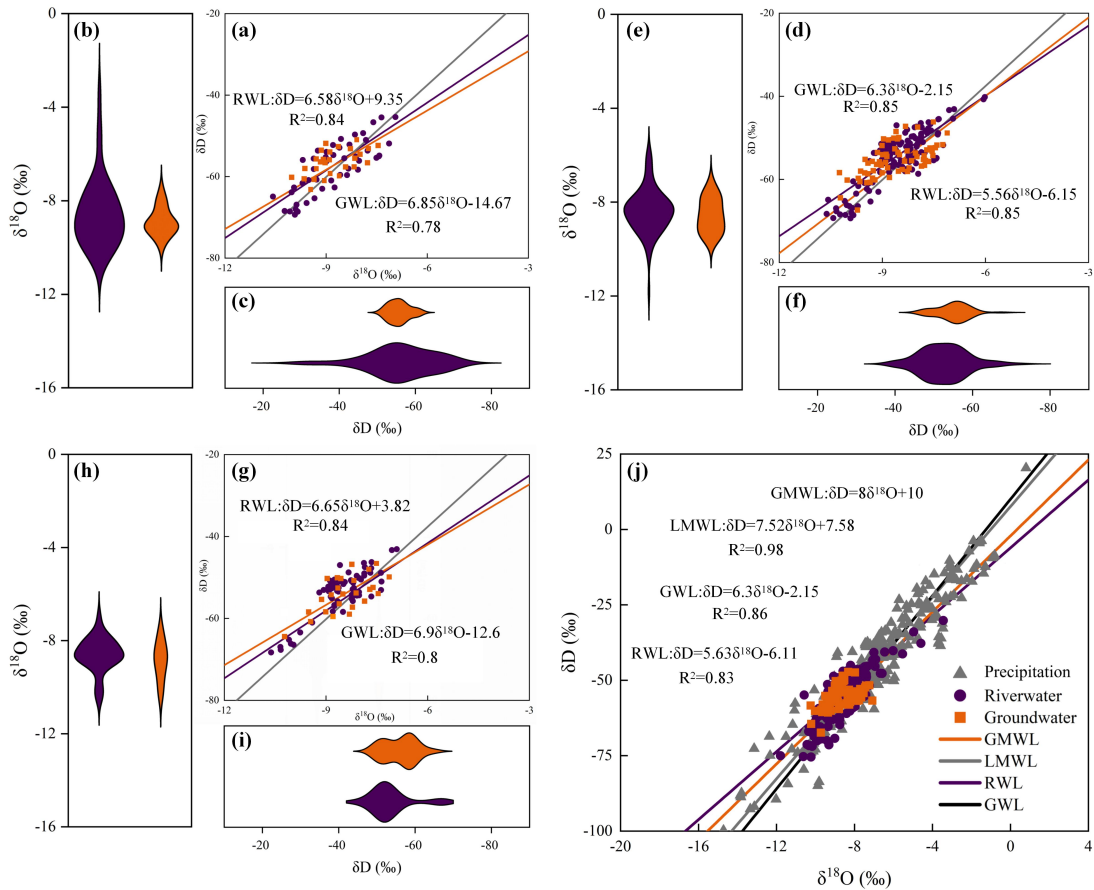 (b)
0
-4
-8
-12
-16
δ18O (‰)
(a)
-20
-40
-60
-80
δD (‰)
RWL:δD=6.58δ18O+9.35
R2=0.84
GWL:δD=6.85δ18O-14.67
R2=0.78
-12
-9
-6
-3
δ18O (‰)
(c)
-20
-40
-60
-80
δD (‰)
(e)
0
-4
-8
-12
-16
δ18O (‰)
(d)
-20
-40
-60
-80
δD (‰)
GWL:δD=6.3δ18O-2.15
R2=0.85
RWL:δD=5.56δ18O-6.15
R2=0.85
-12
-9
-6
-3
(f)
-20
-40
-60
-80
δD (‰)
(h)
0
-4
-8
-12
-16
δ18O (‰)
(g)
-20
-40
-60
-80
δD (‰)
RWL:δD=6.65δ18O+3.82
R2=0.84
GWL:δD=6.9δ18O-12.6
R2=0.8
-12
-9
-6
-3
δ18O (‰)
(i)
-20
-40
-60
-80
δD (‰)
(j)
25
0
-25
-50
-75
-100
δD (‰)
GMWL:δD=8δ18O+10
LMWL:δD=7.52δ18O+7.58
R2=0.98
GWL:δD=6.3δ18O-2.15
R2=0.86
RWL:δD=5.63δ18O-6.11
R2=0.83
Precipitation
Riverwater
Groundwater
GMWL
LMWL
RWL
GWL
-20
-16
-12
-8
-4
0
4
δ18O (‰)